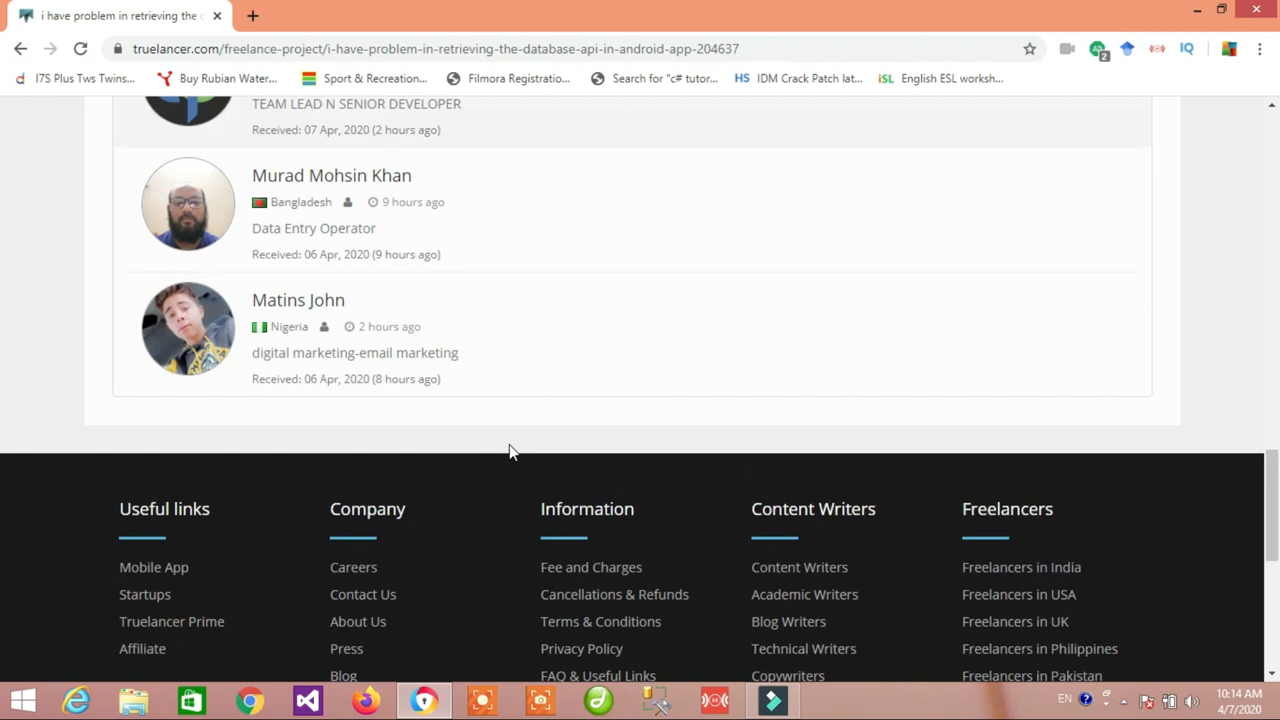 i have problem in retrieving the
truelancer.com/freelance-project/i-have-problem-in-retrieving-the-database-api-in-android-app-204637
2
I7S Plus Tws Twins...
Buy Rubian Water...
Sport & Recreation...
Filmora Registratio...
Search for "c# tutor...
HS IDM Crack Patch lat...
iSL English ESL worksh...
TEAM LEAD N SENIOR DEVELOPER
Received: 07 Apr, 2020 (2 hours ago)
Murad Mohsin Khan
Bangladesh 9 hours ago
Data Entry Operator
Received: 06 Apr, 2020 (9 hours ago)
Matins John
Nigeria 2 hours ago
digital marketing-email marketing
Received: 06 Apr, 2020 (8 hours ago)
Useful links
Mobile App
Startups
Truelancer Prime
Affiliate
Company
Careers
Contact Us
About Us
Press
Blog
Information
Fee and Charges
Cancellations & Refunds
Terms & Conditions
Privacy Policy
FAQ & Useful Links
Content Writers
Content Writers
Academic Writers
Blog Writers
Technical Writers
Copywriters
Freelancers
Freelancers in India
Freelancers in USA
Freelancers in UK
Freelancers in Philippines
Freelancers in Pakistan
EN
10:14 AM
4/7/2020